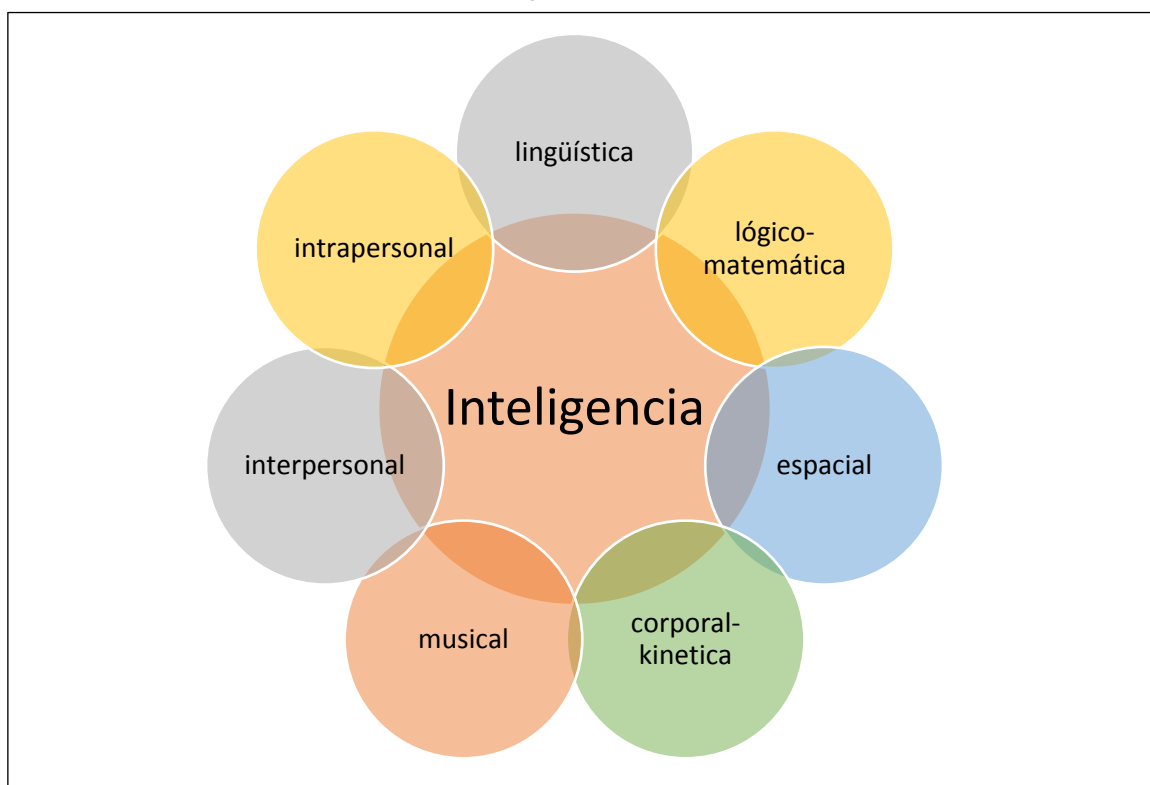 lingüística
intrapersonal
lógico-
matemática
Inteligencia
interpersonal
espacial
musical
corporal-
kinetica